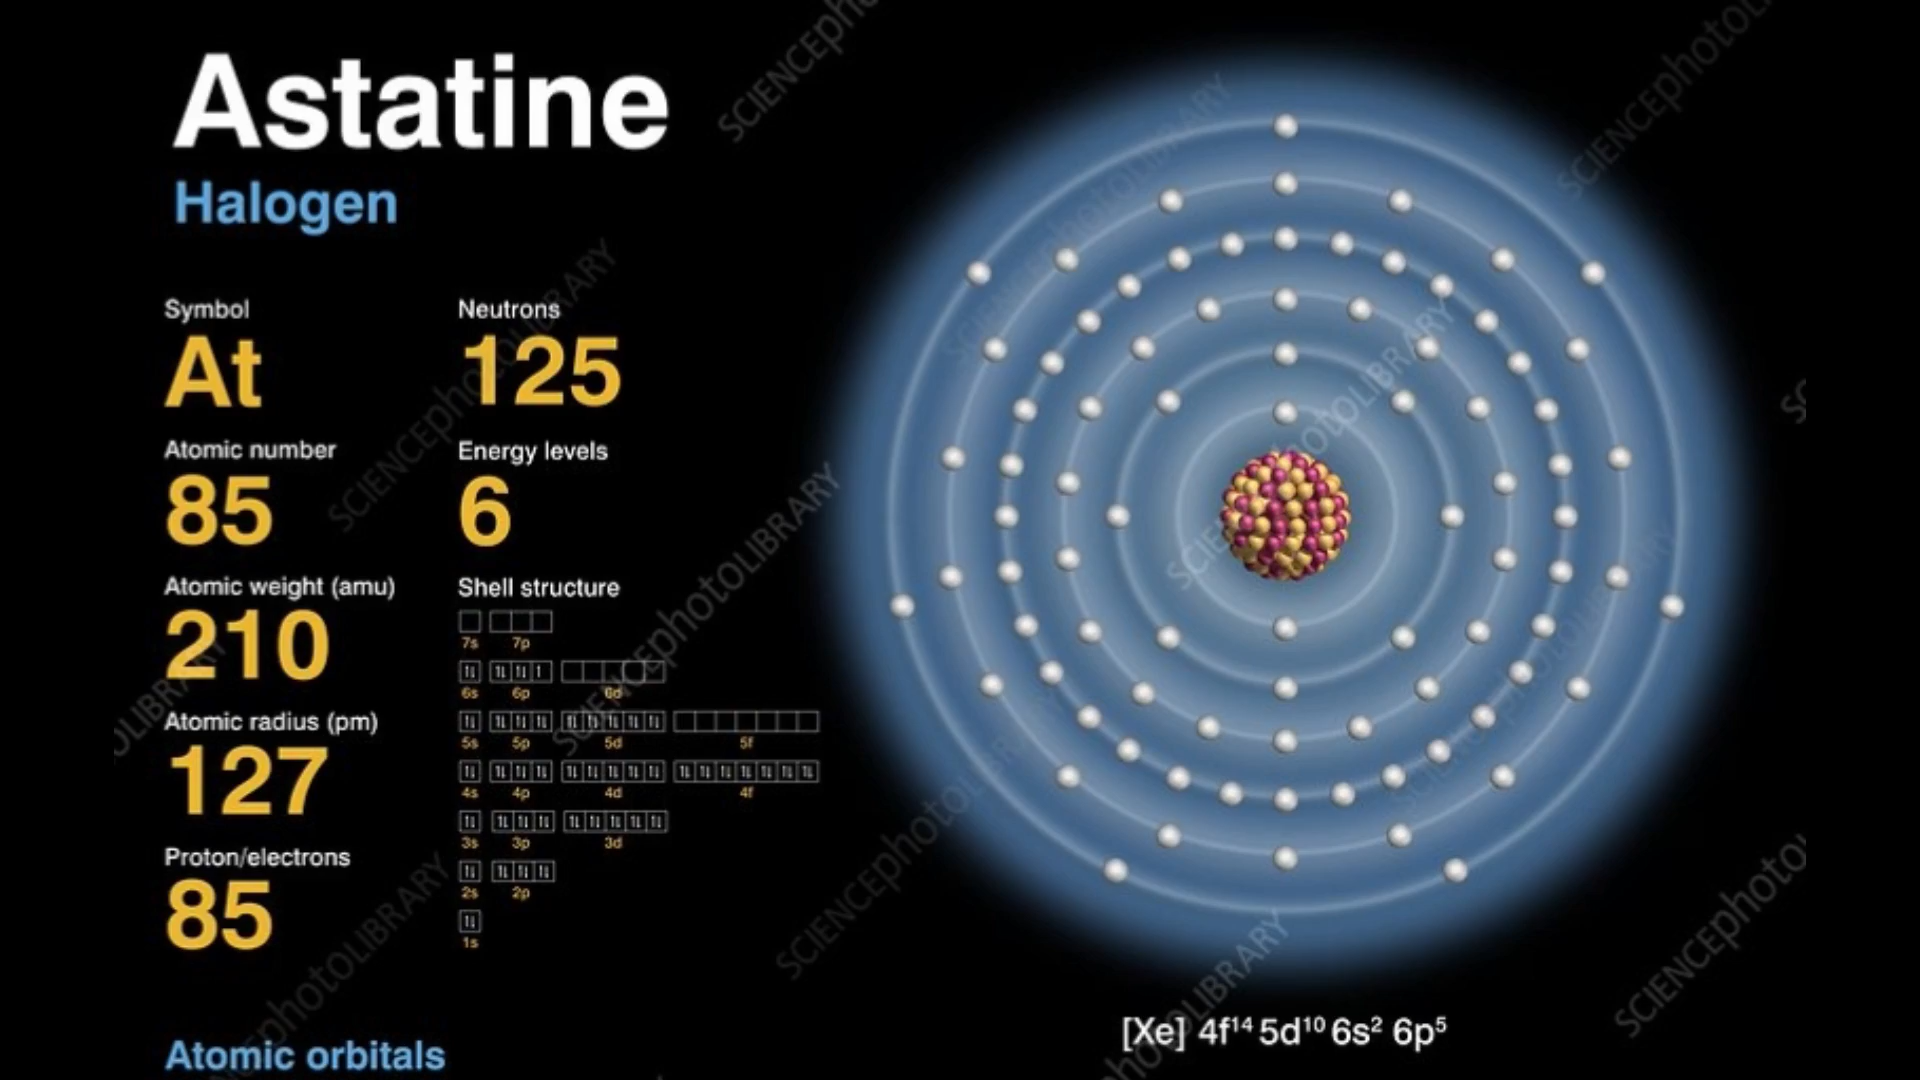 Astatine
Halogen
Symbol
At
Neutrons
125
Atomic number
85
Energy levels
6
Atomic weight (amu)
210
Shell structure
7s 7p
6s 6p 6d
5s 5p 5d 5f
4s 4p 4d 4f
3s 3p 3d
2s 2p
1s
Atomic radius (pm)
127
Proton/electrons
85
Atomic orbitals
[Xe] 4f¹⁴ 5d¹⁰ 6s² 6p⁵
SCIENCEphotoLIBRARY